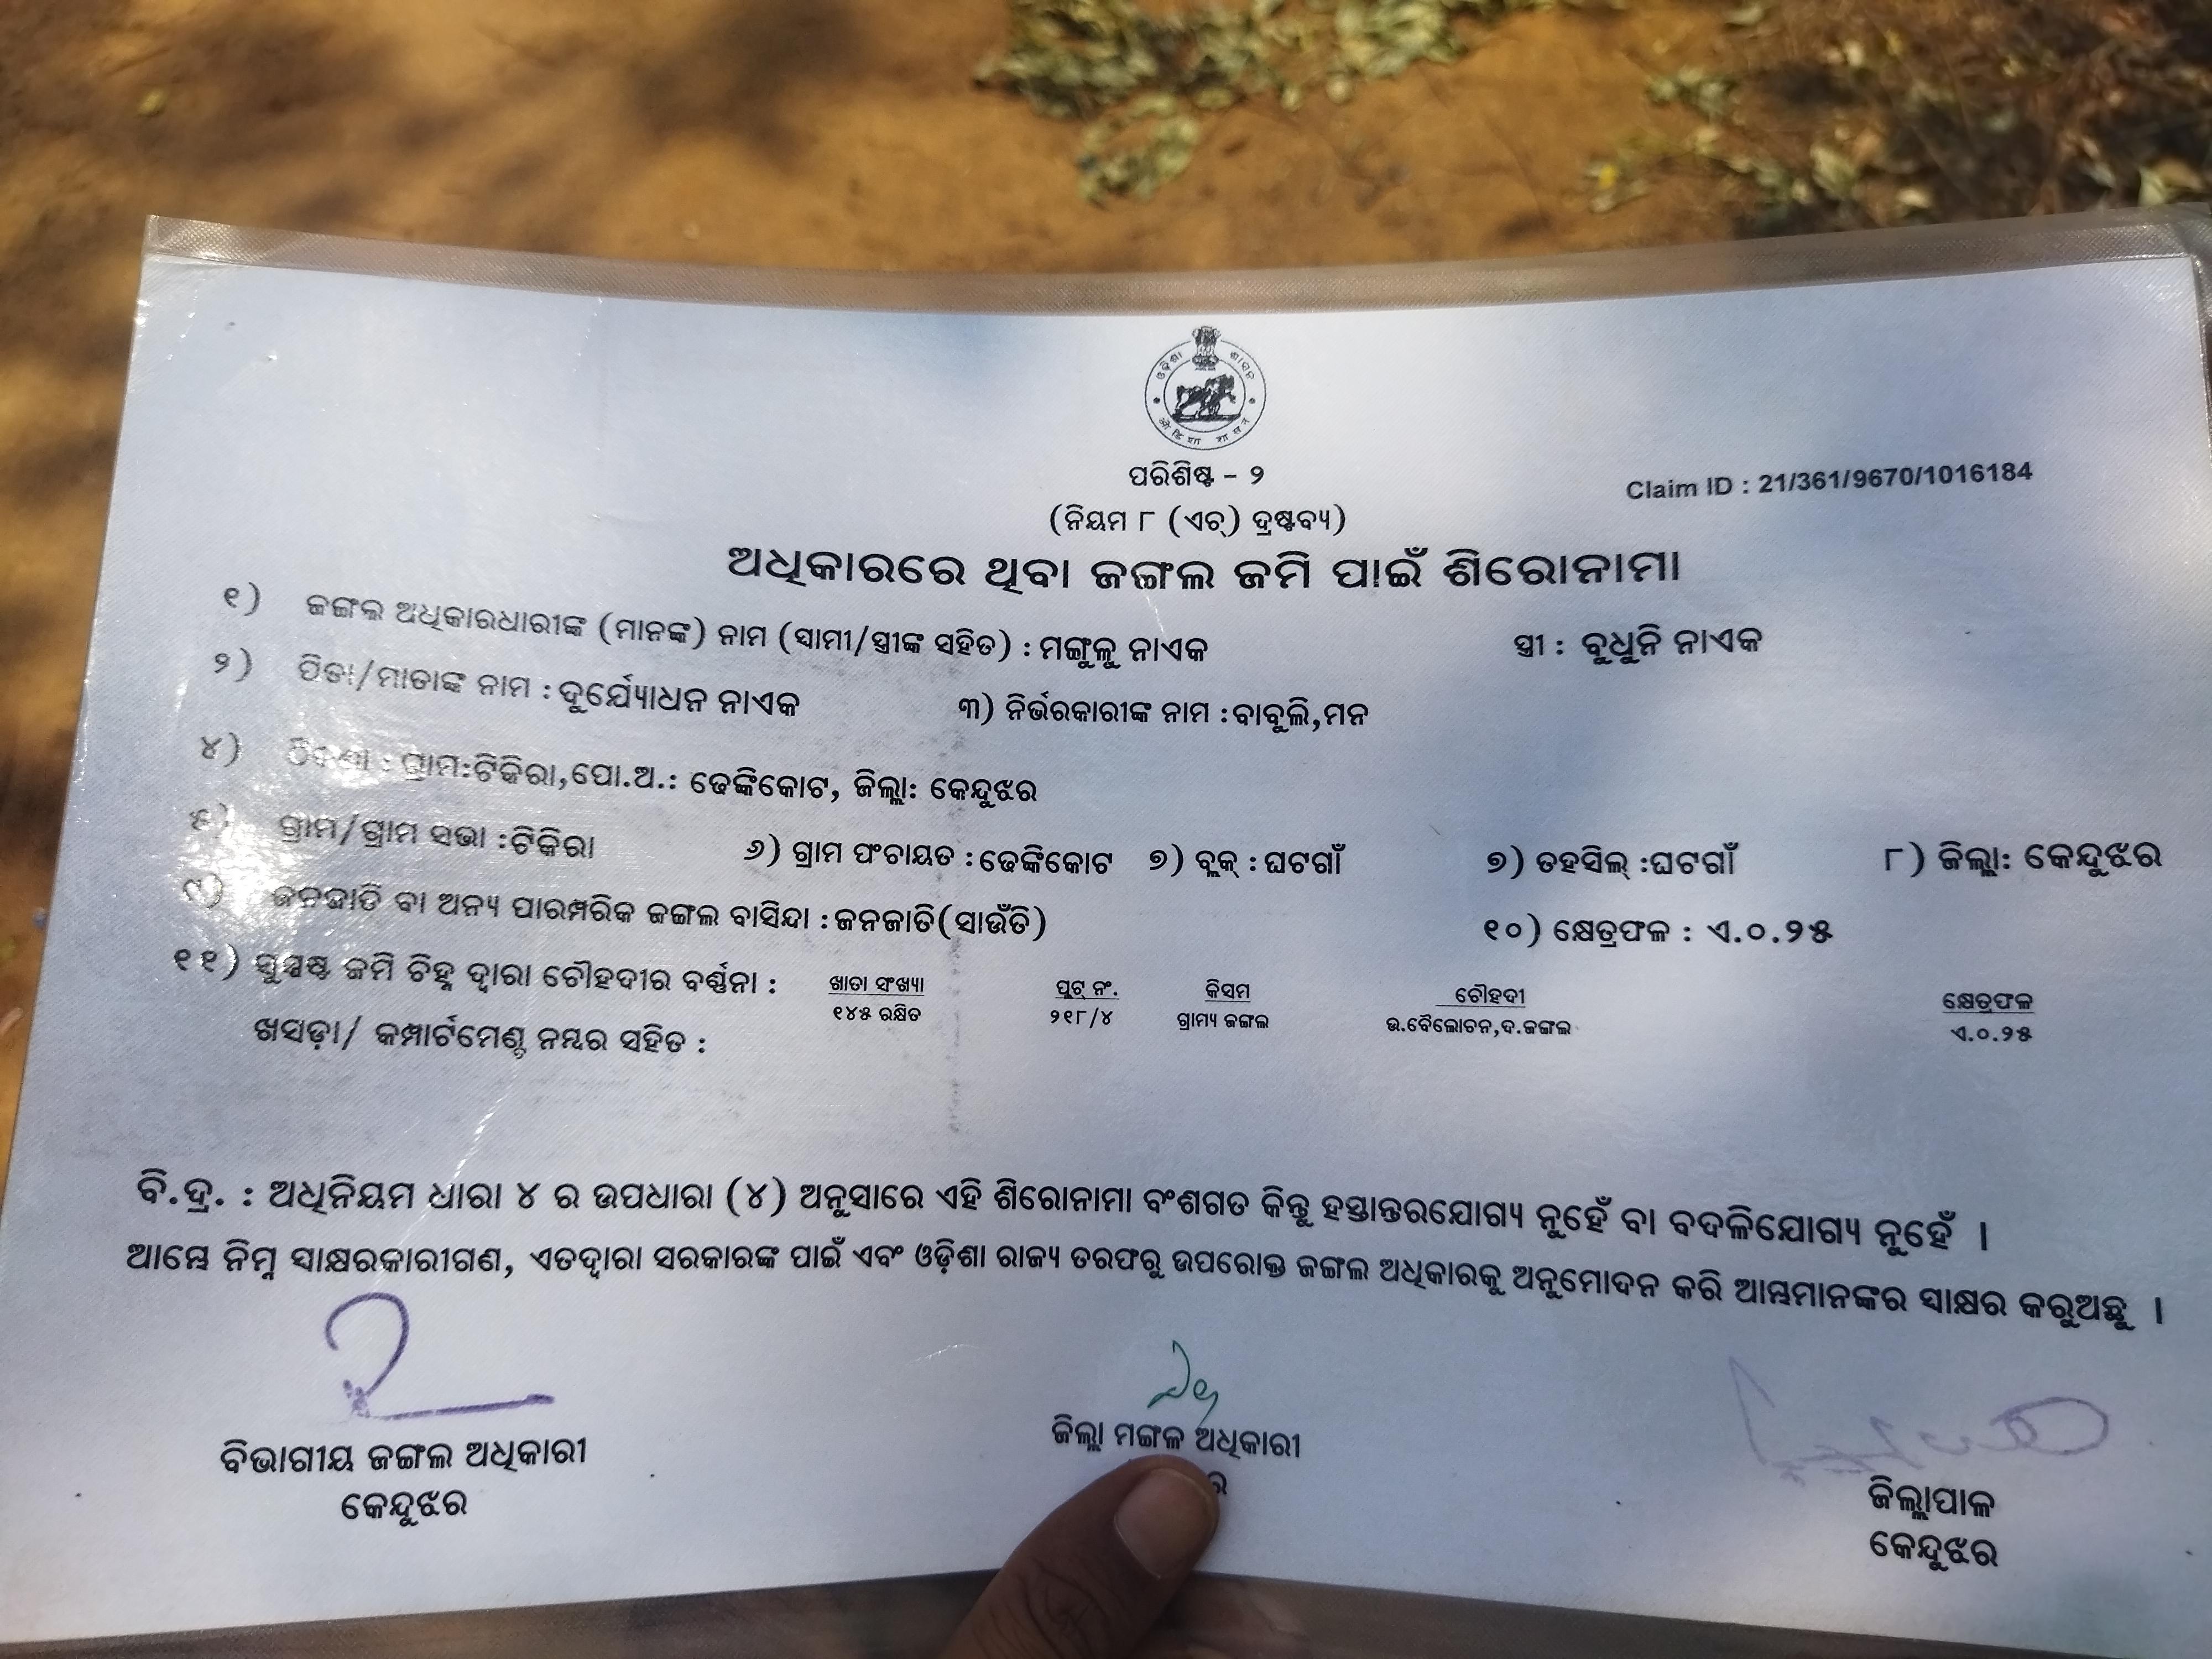 ଓଡ଼ିଶା ଶାସନ
ओडिशा शासन
ପରିଶିଷ୍ଟ - ୨
Claim ID : 21/361/9670/1016184
(ନିୟମ ୮ (ଏଚ୍) ଦ୍ରଷ୍ଟବ୍ୟ)
ଅଧିକାରରେ ଥିବା ଜଙ୍ଗଲ ଜମି ପାଇଁ ଶିରୋନାମା
୧) ଜଙ୍ଗଲ ଅଧିକାରଧାରୀଙ୍କ (ମାନଙ୍କ) ନାମ (ସ୍ୱାମୀ/ସ୍ତ୍ରୀଙ୍କ ସହିତ) : ମଙ୍ଗୁଳୁ ନାଏକ ସ୍ତ୍ରୀ : ବୁଧୁନି ନାଏକ
୨) ପିତା/ମାତାଙ୍କ ନାମ : ଦୁର୍ଯ୍ୟୋଧନ ନାଏକ ୩) ନିର୍ଭରକାରୀଙ୍କ ନାମ : ବାବୁଲି,ମନ
୪) ଠିକଣା : ଗ୍ରାମ:ଟିକିରା,ପୋ.ଅ.: ଢେଙ୍କିକୋଟ, ଜିଲ୍ଲା: କେନ୍ଦୁଝର
୫) ଗ୍ରାମ/ଗ୍ରାମ ସଭା :ଟିକିରା ୬) ଗ୍ରାମ ପଂଚାୟତ : ଢେଙ୍କିକୋଟ ୭) ବ୍ଲକ୍ : ଘଟଗାଁ ୭) ତହସିଲ୍ :ଘଟଗାଁ ୮) ଜିଲ୍ଲା: କେନ୍ଦୁଝର
୯) ଜନଜାତି ବା ଅନ୍ୟ ପାରମ୍ପରିକ ଜଙ୍ଗଲ ବାସିନ୍ଦା : ଜନଜାତି(ସାଉଁତି) ୧୦) କ୍ଷେତ୍ରଫଳ : ଏ.୦.୨୫
୧୧) ସୁସ୍ପଷ୍ଟ ଜମି ଚିହ୍ନ ଦ୍ୱାରା ଚୌହଦୀର ବର୍ଣ୍ଣନା : ଖାତା ସଂଖ୍ୟା ପ୍ଲଟ୍ ନଂ. କିସମ ଚୌହଦୀ କ୍ଷେତ୍ରଫଳ
୧୪୫ ରକ୍ଷିତ ୨୧୮/୪ ଗ୍ରାମ୍ୟ ଜଙ୍ଗଲ ଉ.ବୈଲୋଚନ,ଦ.ଜଙ୍ଗଲ ଏ.୦.୨୫
ଖସଡ଼ା/ କମ୍ପାର୍ଟମେଣ୍ଟ ନମ୍ବର ସହିତ :
ବି.ଦ୍ର. : ଅଧିନିୟମ ଧାରା ୪ ର ଉପଧାରା (୪) ଅନୁସାରେ ଏହି ଶିରୋନାମା ବଂଶଗତ କିନ୍ତୁ ହସ୍ତାନ୍ତରଯୋଗ୍ୟ ନୁହେଁ ବା ବଦଳିଯୋଗ୍ୟ ନୁହେଁ ।
ଆମ୍ଭେ ନିମ୍ନ ସ୍ୱାକ୍ଷରକାରୀଗଣ, ଏତଦ୍ୱାରା ସରକାରଙ୍କ ପାଇଁ ଏବଂ ଓଡ଼ିଶା ରାଜ୍ୟ ତରଫରୁ ଉପରୋକ୍ତ ଜଙ୍ଗଲ ଅଧିକାରକୁ ଅନୁମୋଦନ କରି ଆମ୍ଭମାନଙ୍କର ସ୍ୱାକ୍ଷର କରୁଅଛୁ ।
ବିଭାଗୀୟ ଜଙ୍ଗଲ ଅଧିକାରୀ
କେନ୍ଦୁଝର
ଜିଲ୍ଲା ମଙ୍ଗଳ ଅଧିକାରୀ
ଜିଲ୍ଲାପାଳ
କେନ୍ଦୁଝର